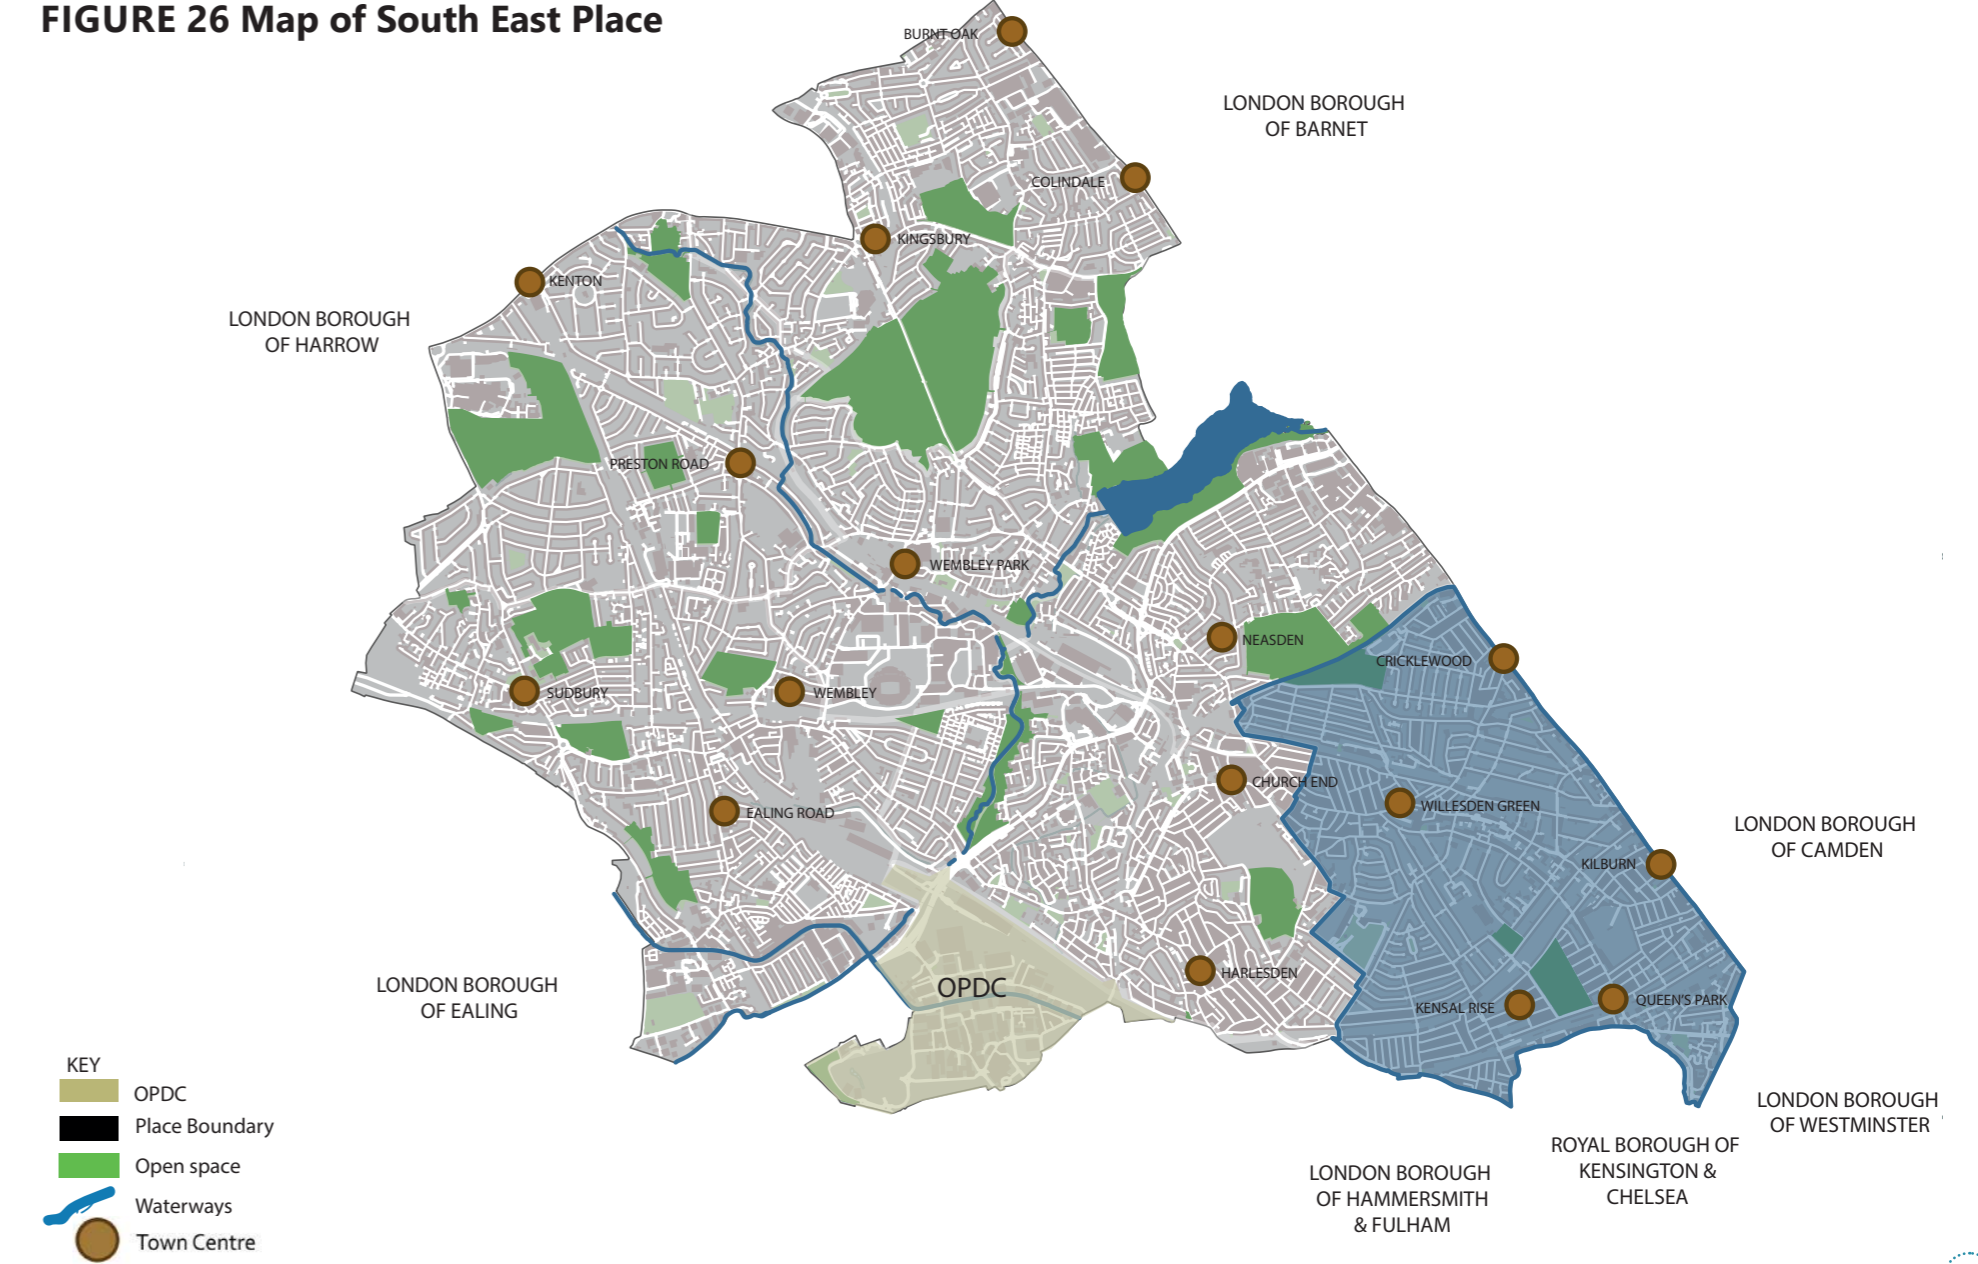 FIGURE 26 Map of South East Place
BURNT OAK
LONDON BOROUGH
OF BARNET
COLINDALE
KINGSBURY
KENTON
LONDON BOROUGH
OF HARROW
PRESTON ROAD
WEMBLEY PARK
NEASDEN
CRICKLEWOOD
SUDBURY
WEMBLEY
CHURCH END
WILLESDEN GREEN
EALING ROAD
LONDON BOROUGH
OF CAMDEN
KILBURN
HARLESDEN
OPDC
LONDON BOROUGH
OF EALING
KENSAL RISE
QUEEN'S PARK
KEY
OPDC
Place Boundary
Open space
Waterways
Town Centre
LONDON BOROUGH
OF WESTMINSTER
ROYAL BOROUGH OF
KENSINGTON &
CHELSEA
LONDON BOROUGH
OF HAMMERSMITH
& FULHAM